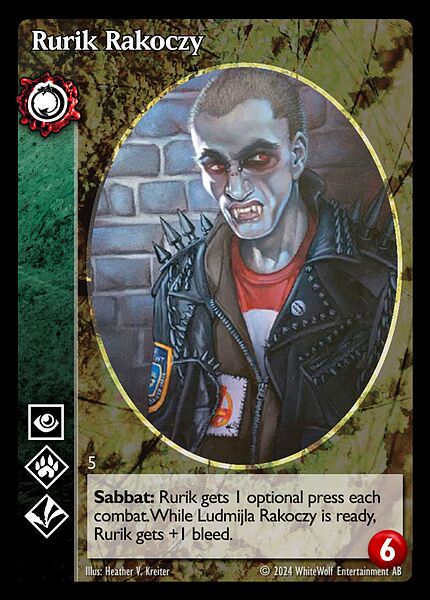 Rurik Rakoczy
5
Sabbat: Rurik gets 1 optional press each
combat.While Ludmijla Rakoczy is ready,
Rurik gets +1 bleed.
6
Illus: Heather V. Kreiter © 2024 WhiteWolf Entertainment AB